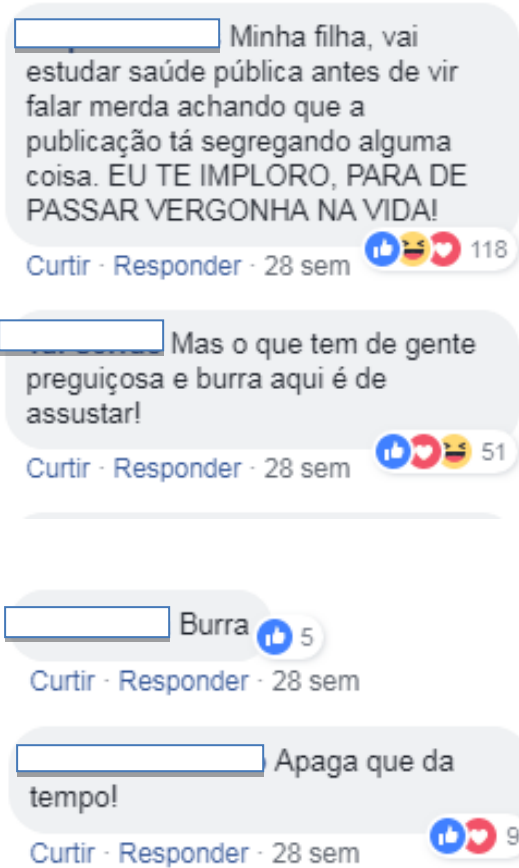 Minha filha, vai
estudar saúde pública antes de vir
falar merda achando que a
publicação tá segregando alguma
coisa. EU TE IMPLORO, PARA DE
PASSAR VERGONHA NA VIDA!
118
Curtir · Responder · 28 sem
Mas o que tem de gente
preguiçosa e burra aqui é de
assustar!
51
Curtir · Responder · 28 sem
Burra
5
Curtir · Responder · 28 sem
Apaga que da
tempo!
9
Curtir · Responder · 28 sem